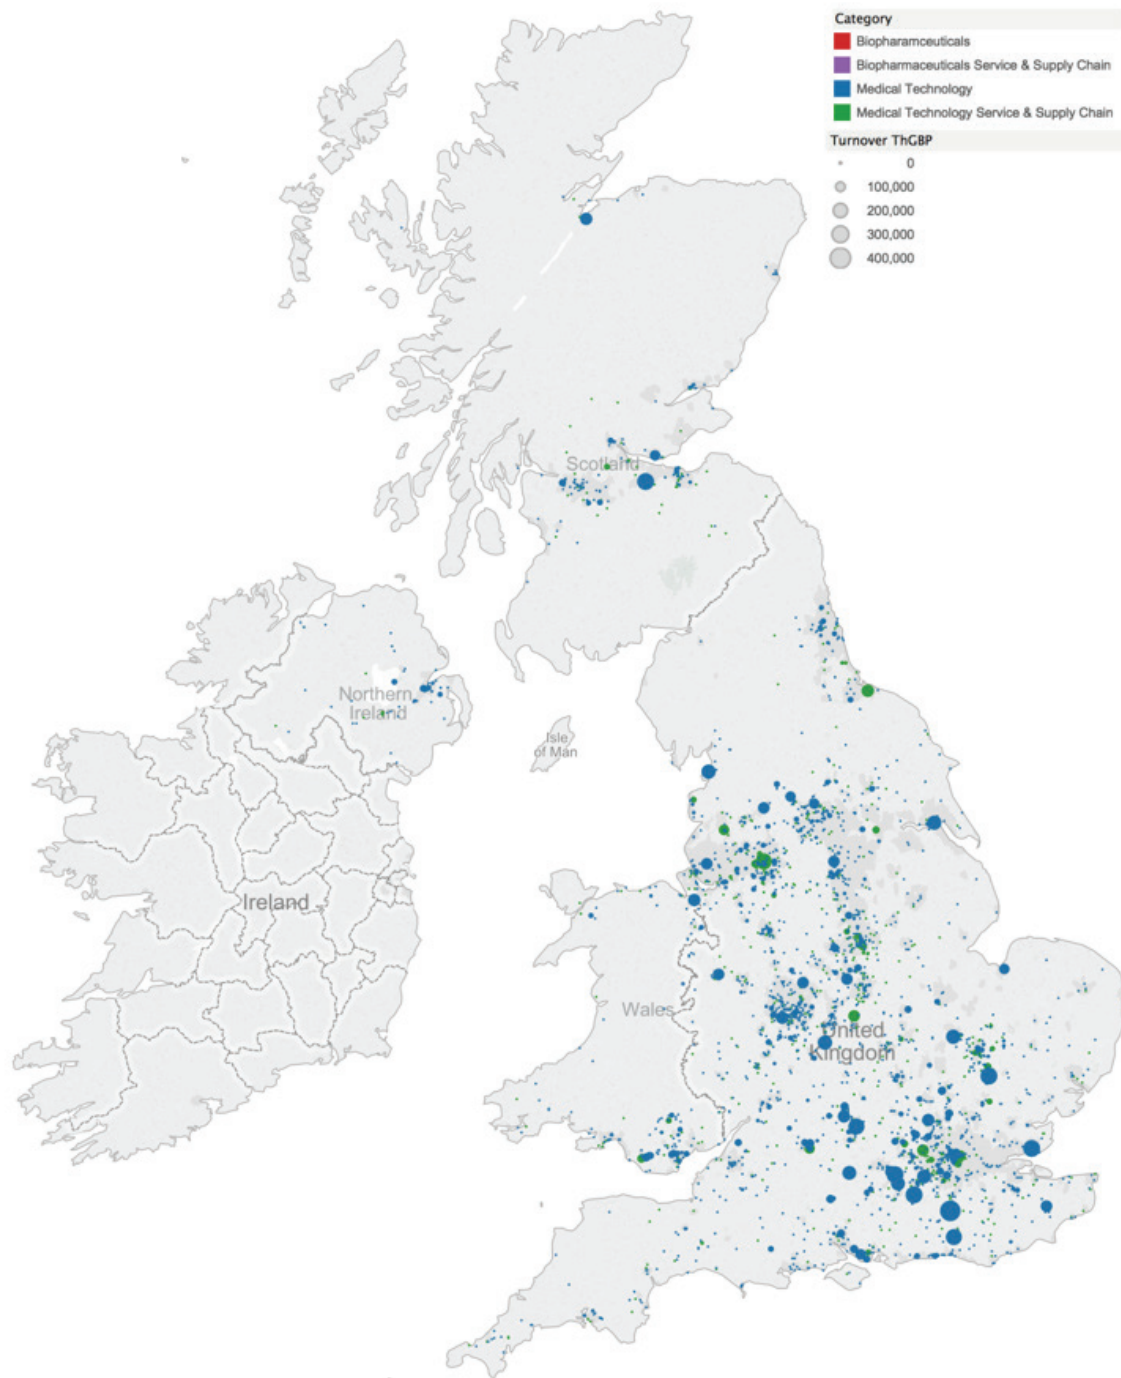 Category
Biopharamceuticals
Biopharmaceuticals Service & Supply Chain
Medical Technology
Medical Technology Service & Supply Chain
Turnover ThGBP
0
100,000
200,000
300,000
400,000
Scotland
Northern
Ireland
Isle
of Man
Ireland
Wales
United
Kingdom